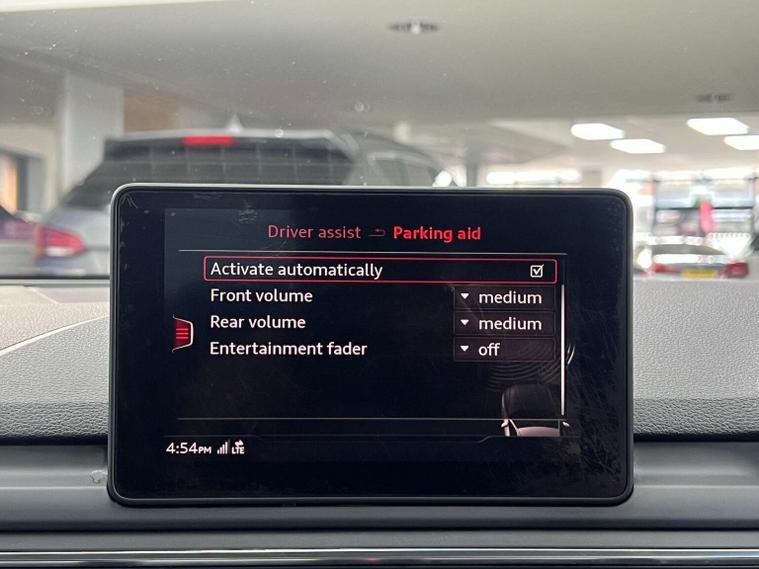 Driver assist Parking aid
Activate automatically
Front volume medium
Rear volume medium
Entertainment fader off
4:54PM LTE